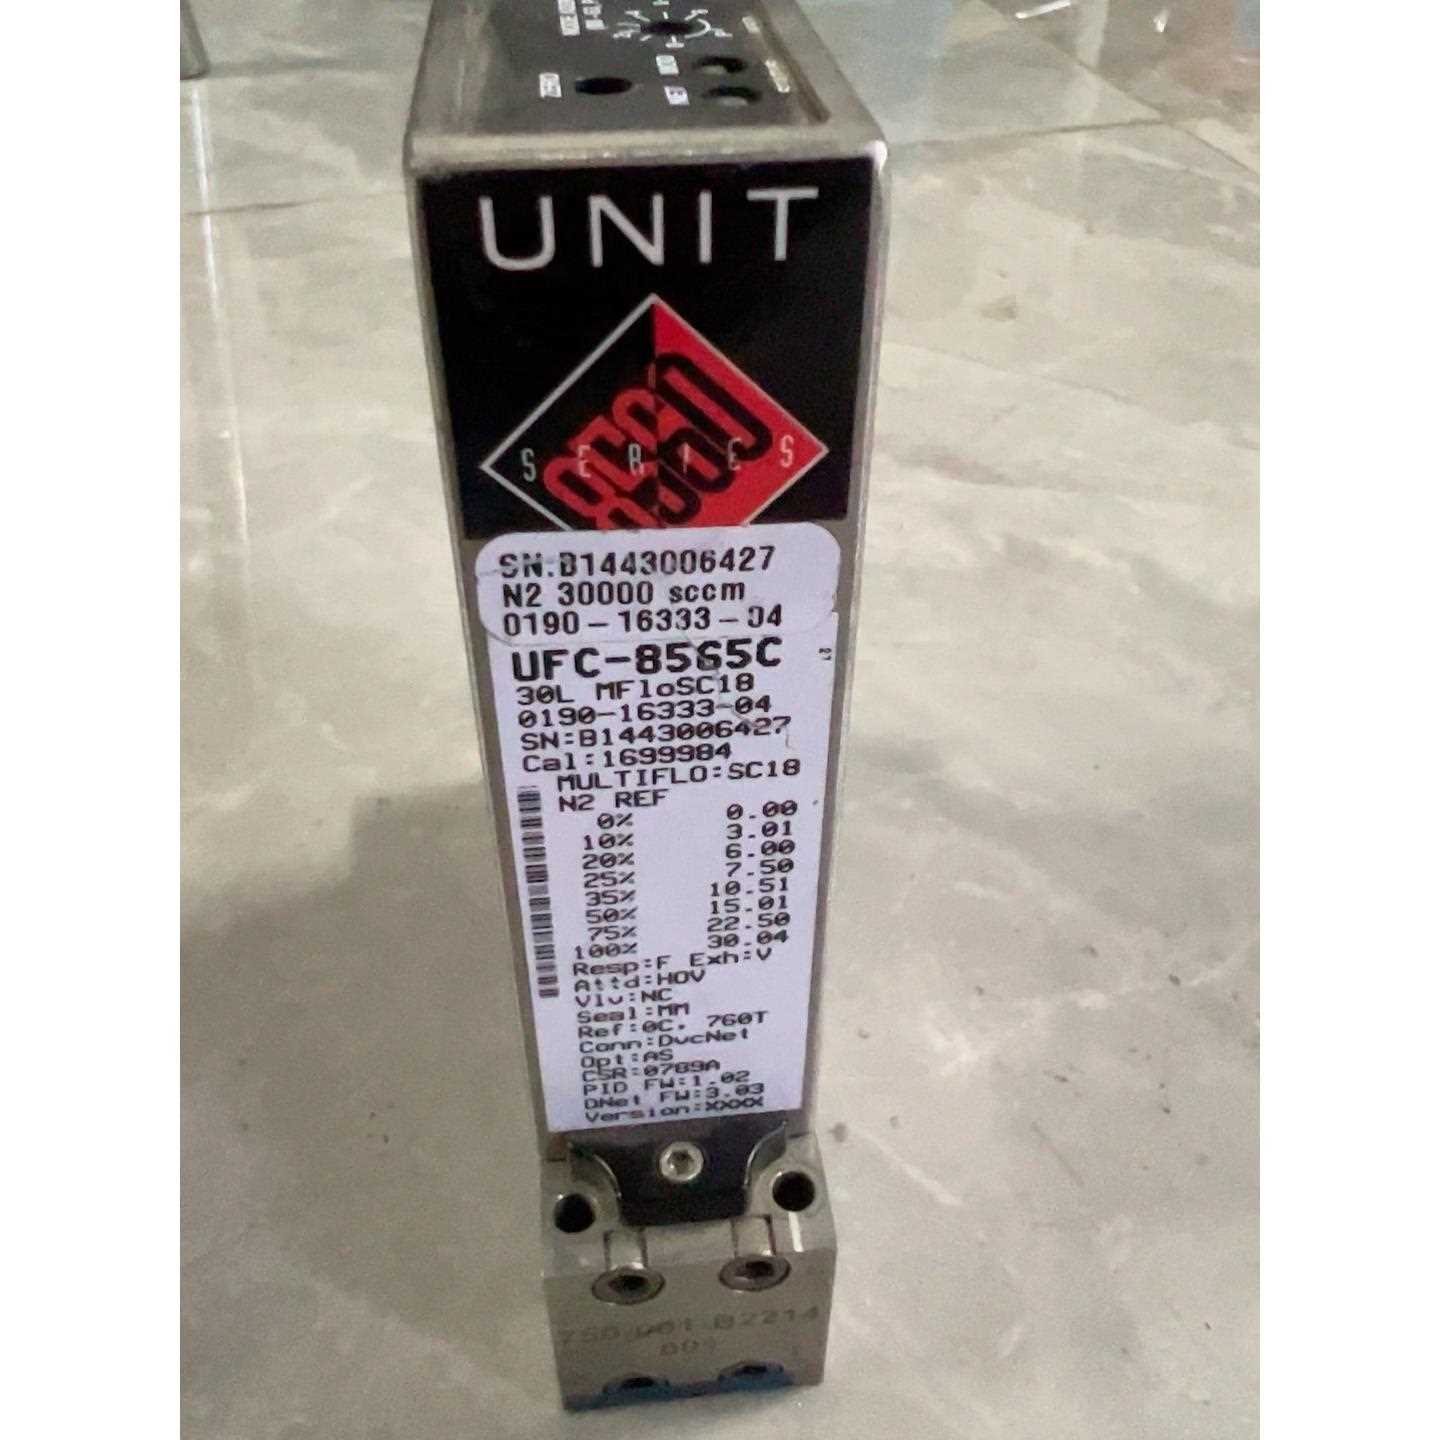 ZERO
MOD
NET
UNIT
8560
SERIES
SN:B1443006427
N2 30000 sccm
0190-16333-04
UFC-8565C
30L MFloSC18
0190-16333-04
SN:B1443006427
Cal:1699984
MULTIFLO:SC18
N2 REF
0% 0.00
10% 3.01
20% 6.00
25% 7.50
35% 10.51
50% 15.01
75% 22.50
100% 30.04
Resp:F Exh:V
Attd:HOV
Vlv:NC
Seal:MM
Ref:0C, 760T
Conn:DvcNet
Opt:AS
CSR:0789A
PID FW:1.02
DNet FW:3.03
Version:XXXX